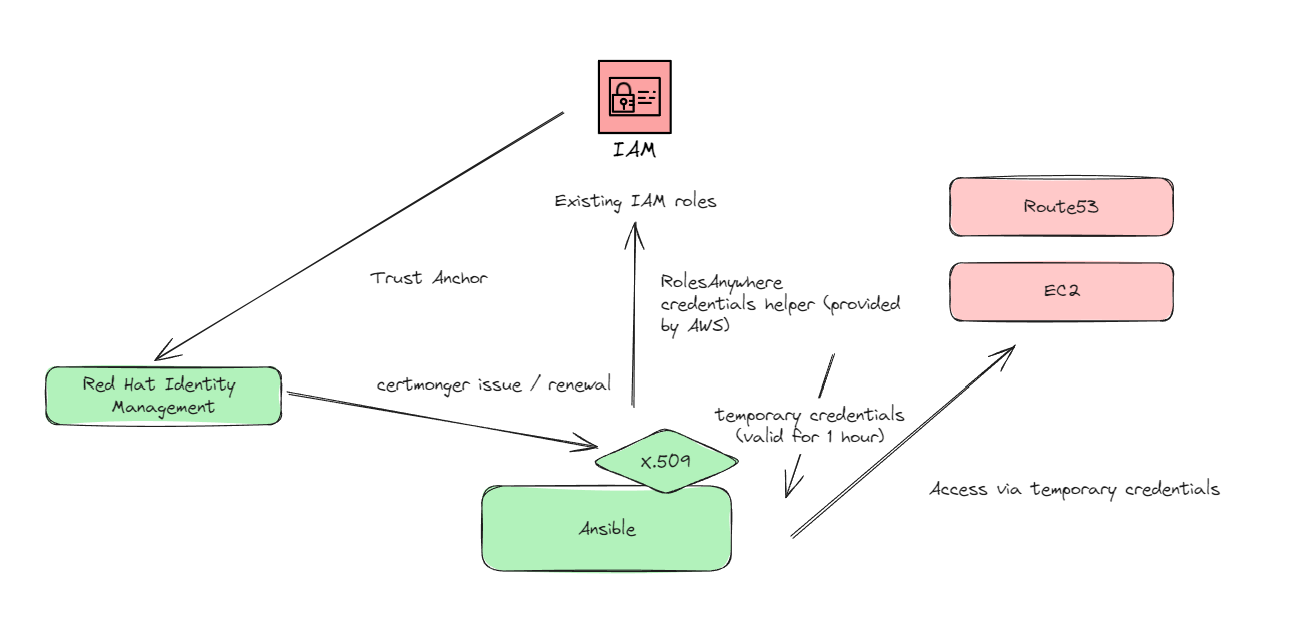 IAM
Existing IAM roles
Route53
EC2
Trust Anchor
RolesAnywhere
credentials helper (provided
by AWS)
Red Hat Identity
Management
certmonger issue / renewal
temporary credentials
(valid for 1 hour)
x.509
Access via temporary credentials
Ansible